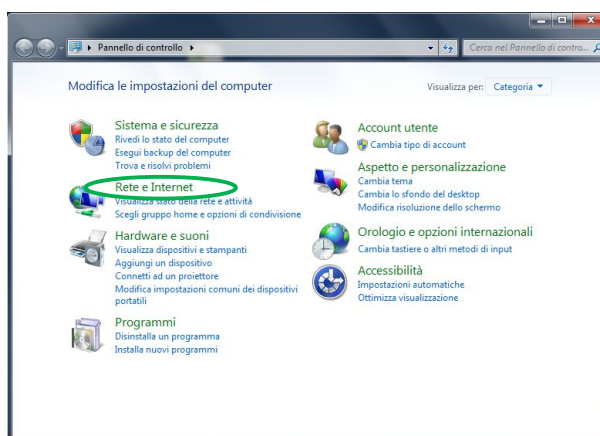 Pannello di controllo
Cerca nel Pannello di contro...
Modifica le impostazioni del computer
Visualizza per: Categoria
Sistema e sicurezza
Rivedi lo stato del computer
Esegui backup del computer
Trova e risolvi problemi
Rete e Internet
Visualizza stato della rete e attività
Scegli gruppo home e opzioni di condivisione
Hardware e suoni
Visualizza dispositivi e stampanti
Aggiungi un dispositivo
Connetti ad un proiettore
Modifica impostazioni comuni dei dispositivi
portatili
Programmi
Disinstalla un programma
Installa nuovi programmi
Account utente
Cambia tipo di account
Aspetto e personalizzazione
Cambia tema
Cambia lo sfondo del desktop
Modifica risoluzione dello schermo
Orologio e opzioni internazionali
Cambia tastiere o altri metodi di input
Accessibilità
Impostazioni automatiche
Ottimizza visualizzazione